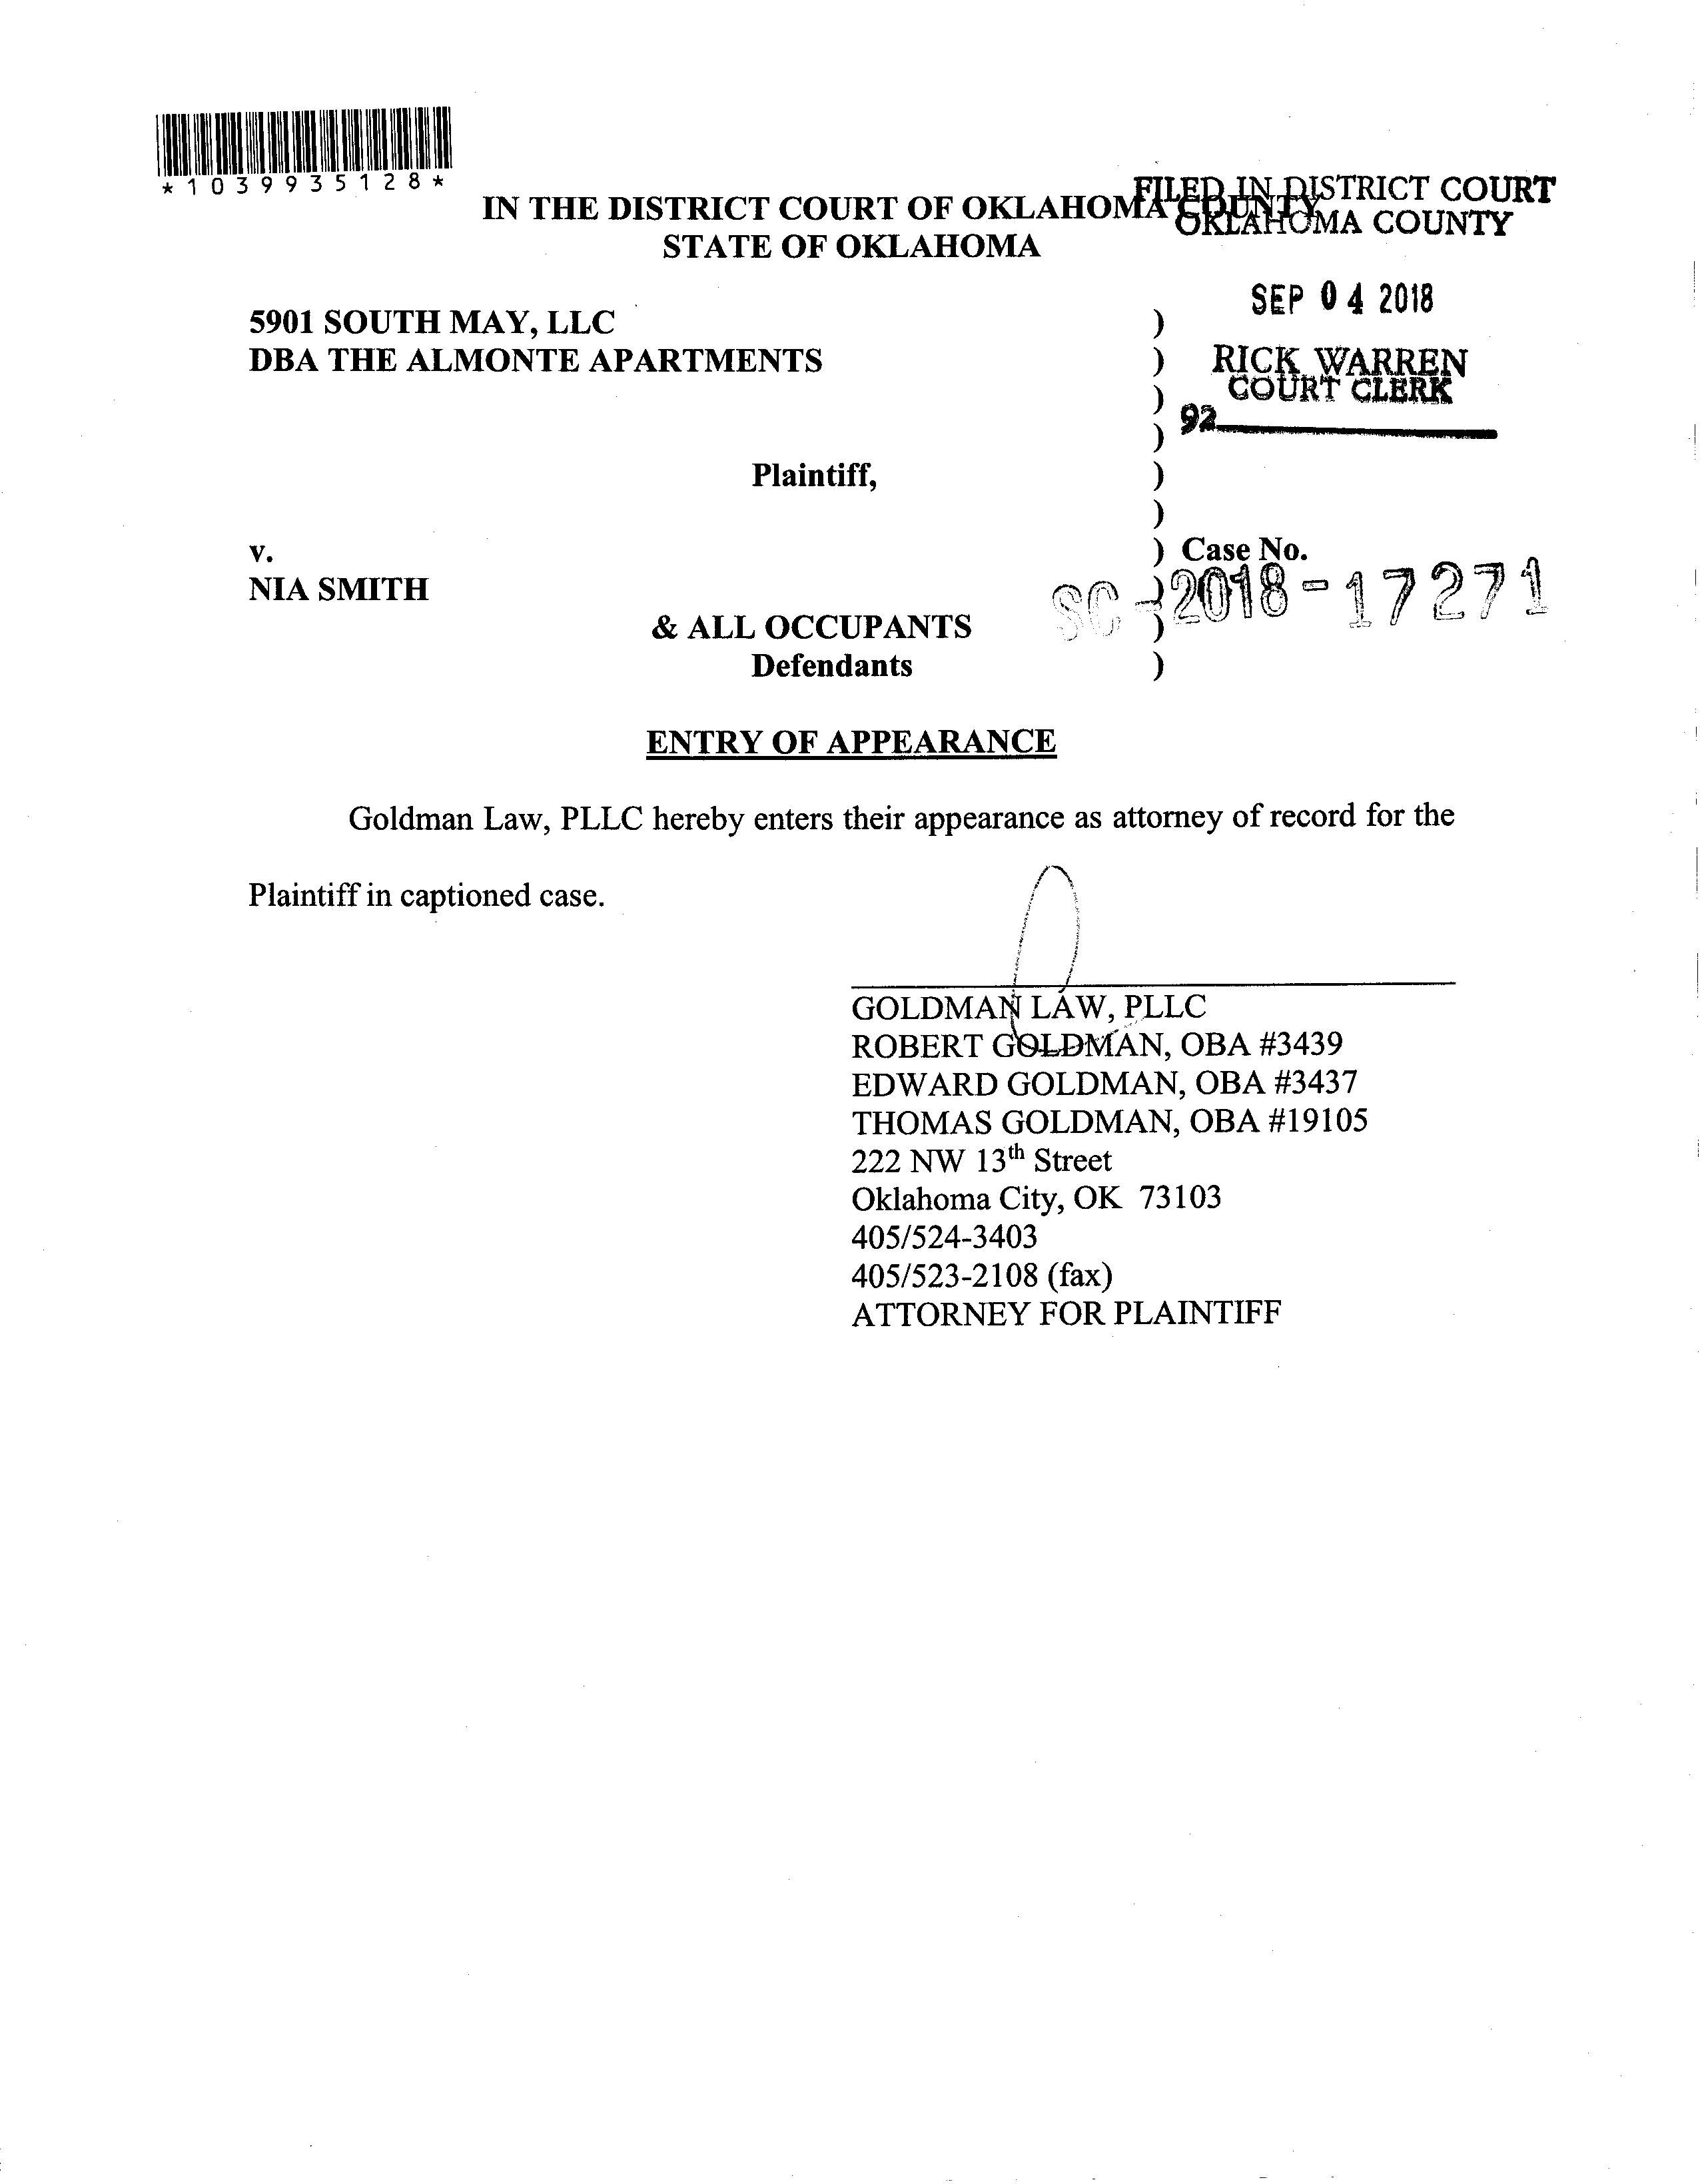 *1039935128*
FILED IN DISTRICT COURT
OKLAHOMA COUNTY
IN THE DISTRICT COURT OF OKLAHOMA COUNTY
STATE OF OKLAHOMA
SEP 04 2018
5901 SOUTH MAY, LLC )
DBA THE ALMONTE APARTMENTS ) RICK WARREN
) COURT CLERK
) 92
Plaintiff, )
)
v. ) Case No.
NIA SMITH ) SC-2018-17271
& ALL OCCUPANTS )
Defendants )
ENTRY OF APPEARANCE
Goldman Law, PLLC hereby enters their appearance as attorney of record for the
Plaintiff in captioned case.
GOLDMAN LAW, PLLC
ROBERT GOLDMAN, OBA #3439
EDWARD GOLDMAN, OBA #3437
THOMAS GOLDMAN, OBA #19105
222 NW 13th Street
Oklahoma City, OK 73103
405/524-3403
405/523-2108 (fax)
ATTORNEY FOR PLAINTIFF